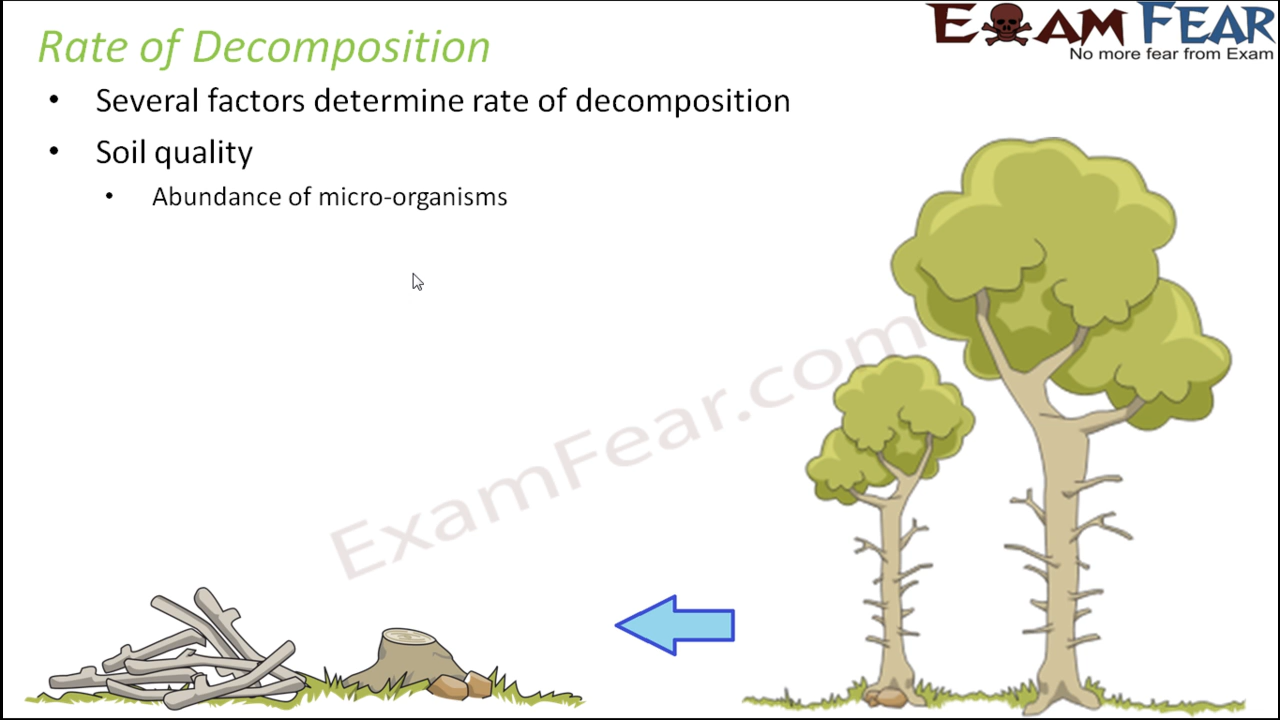 Rate of Decomposition
EXAM FEAR
No more fear from Exam
• Several factors determine rate of decomposition
• Soil quality
• Abundance of micro-organisms
ExamFear.com